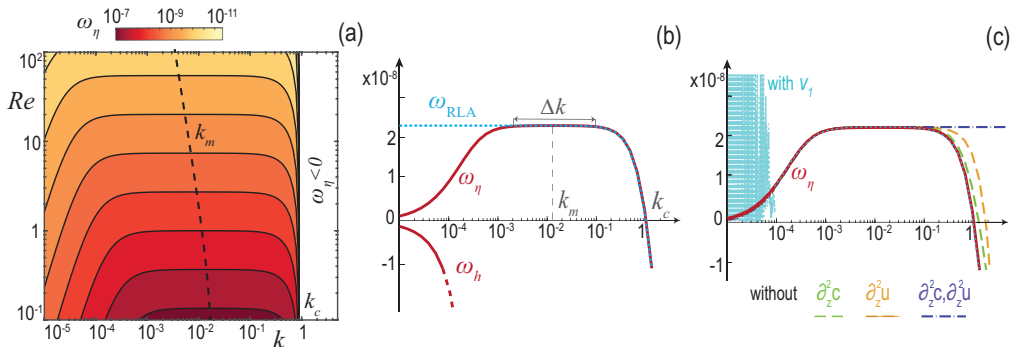 ω_η 10^-7 10^-9 10^-11
(a)
Re
10^2
10
1
10^-1
k_m
ω_η<0
k_c
10^-5 10^-4 10^-3 10^-2 10^-1 1
k
(b)
x10^-8
2
1
0
-1
ω_RLA
Δk
ω_η
k_m
k_c
ω_h
10^-4 10^-3 10^-2 10^-1 1
(c)
x10^-8
2
1
0
-1
with v_1
ω_η
10^-4 10^-3 10^-2 10^-1 1
without ∂_z^2c ∂_z^2u ∂_z^2c,∂_z^2u